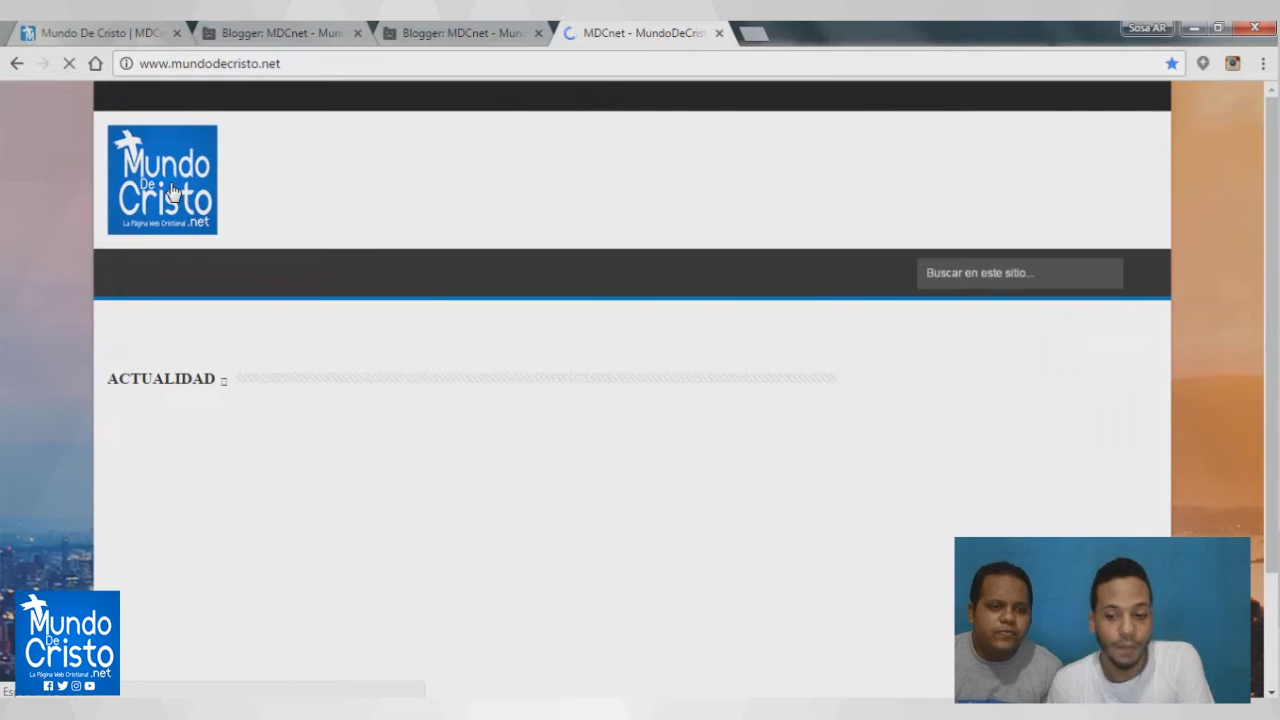 Mundo De Cristo | MDC
Blogger: MDCnet - Mun
Blogger: MDCnet - Mun
MDCnet - MundoDeCris
Sosa AR
www.mundodecristo.net
Mundo
De
Cristo
La Página Web Cristiana!
.net
Buscar en este sitio...
ACTUALIDAD
Mundo
De
Cristo
La Página Web Cristiana!
.net